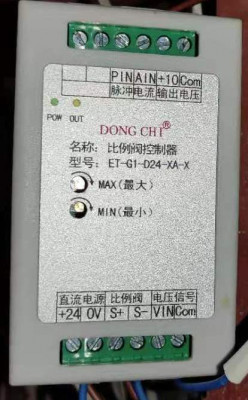 PIN AIN +10 Com
脉冲 电流 输出电压
POW OUT
DONG CHI®
名称：比例阀控制器
型号：ET-G1-D24-XA-X
MAX(最大)
MIN(最小)
直流电源 比例阀 电压信号
+24 0V S+ S- VIN Com